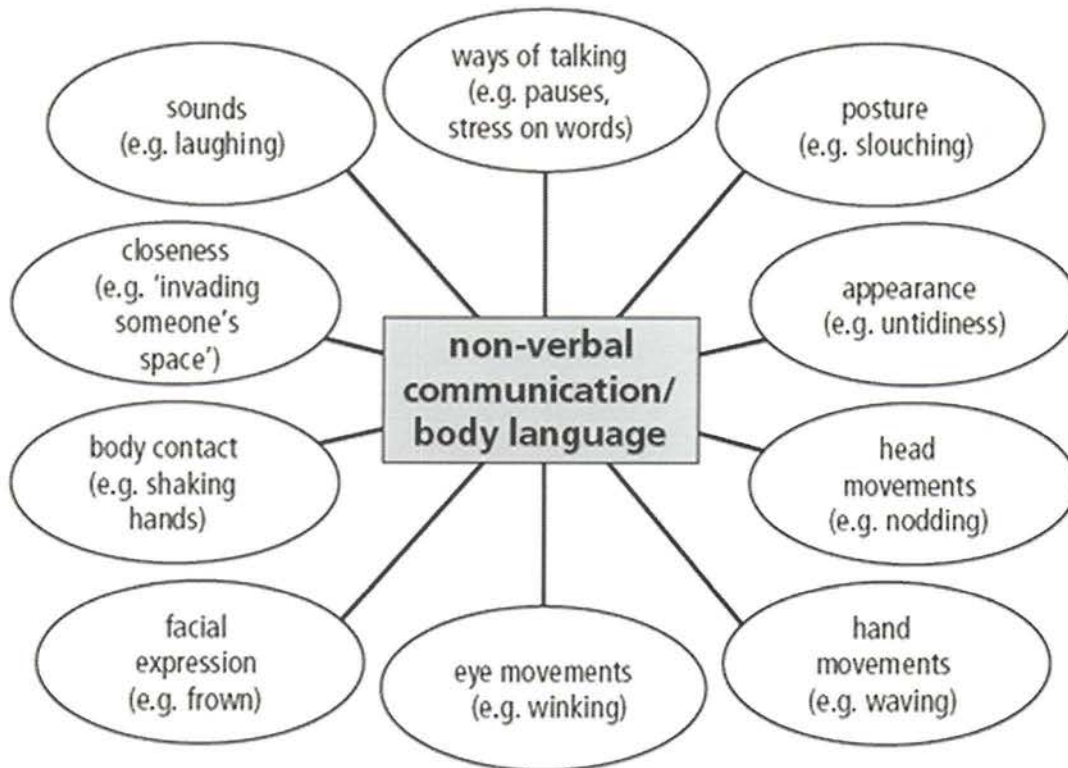 ways of talking
(e.g. pauses,
stress on words)
sounds
(e.g. laughing)
posture
(e.g. slouching)
closeness
(e.g. 'invading
someone's
space')
appearance
(e.g. untidiness)
non-verbal
communication/
body language
body contact
(e.g. shaking
hands)
head
movements
(e.g. nodding)
facial
expression
(e.g. frown)
eye movements
(e.g. winking)
hand
movements
(e.g. waving)